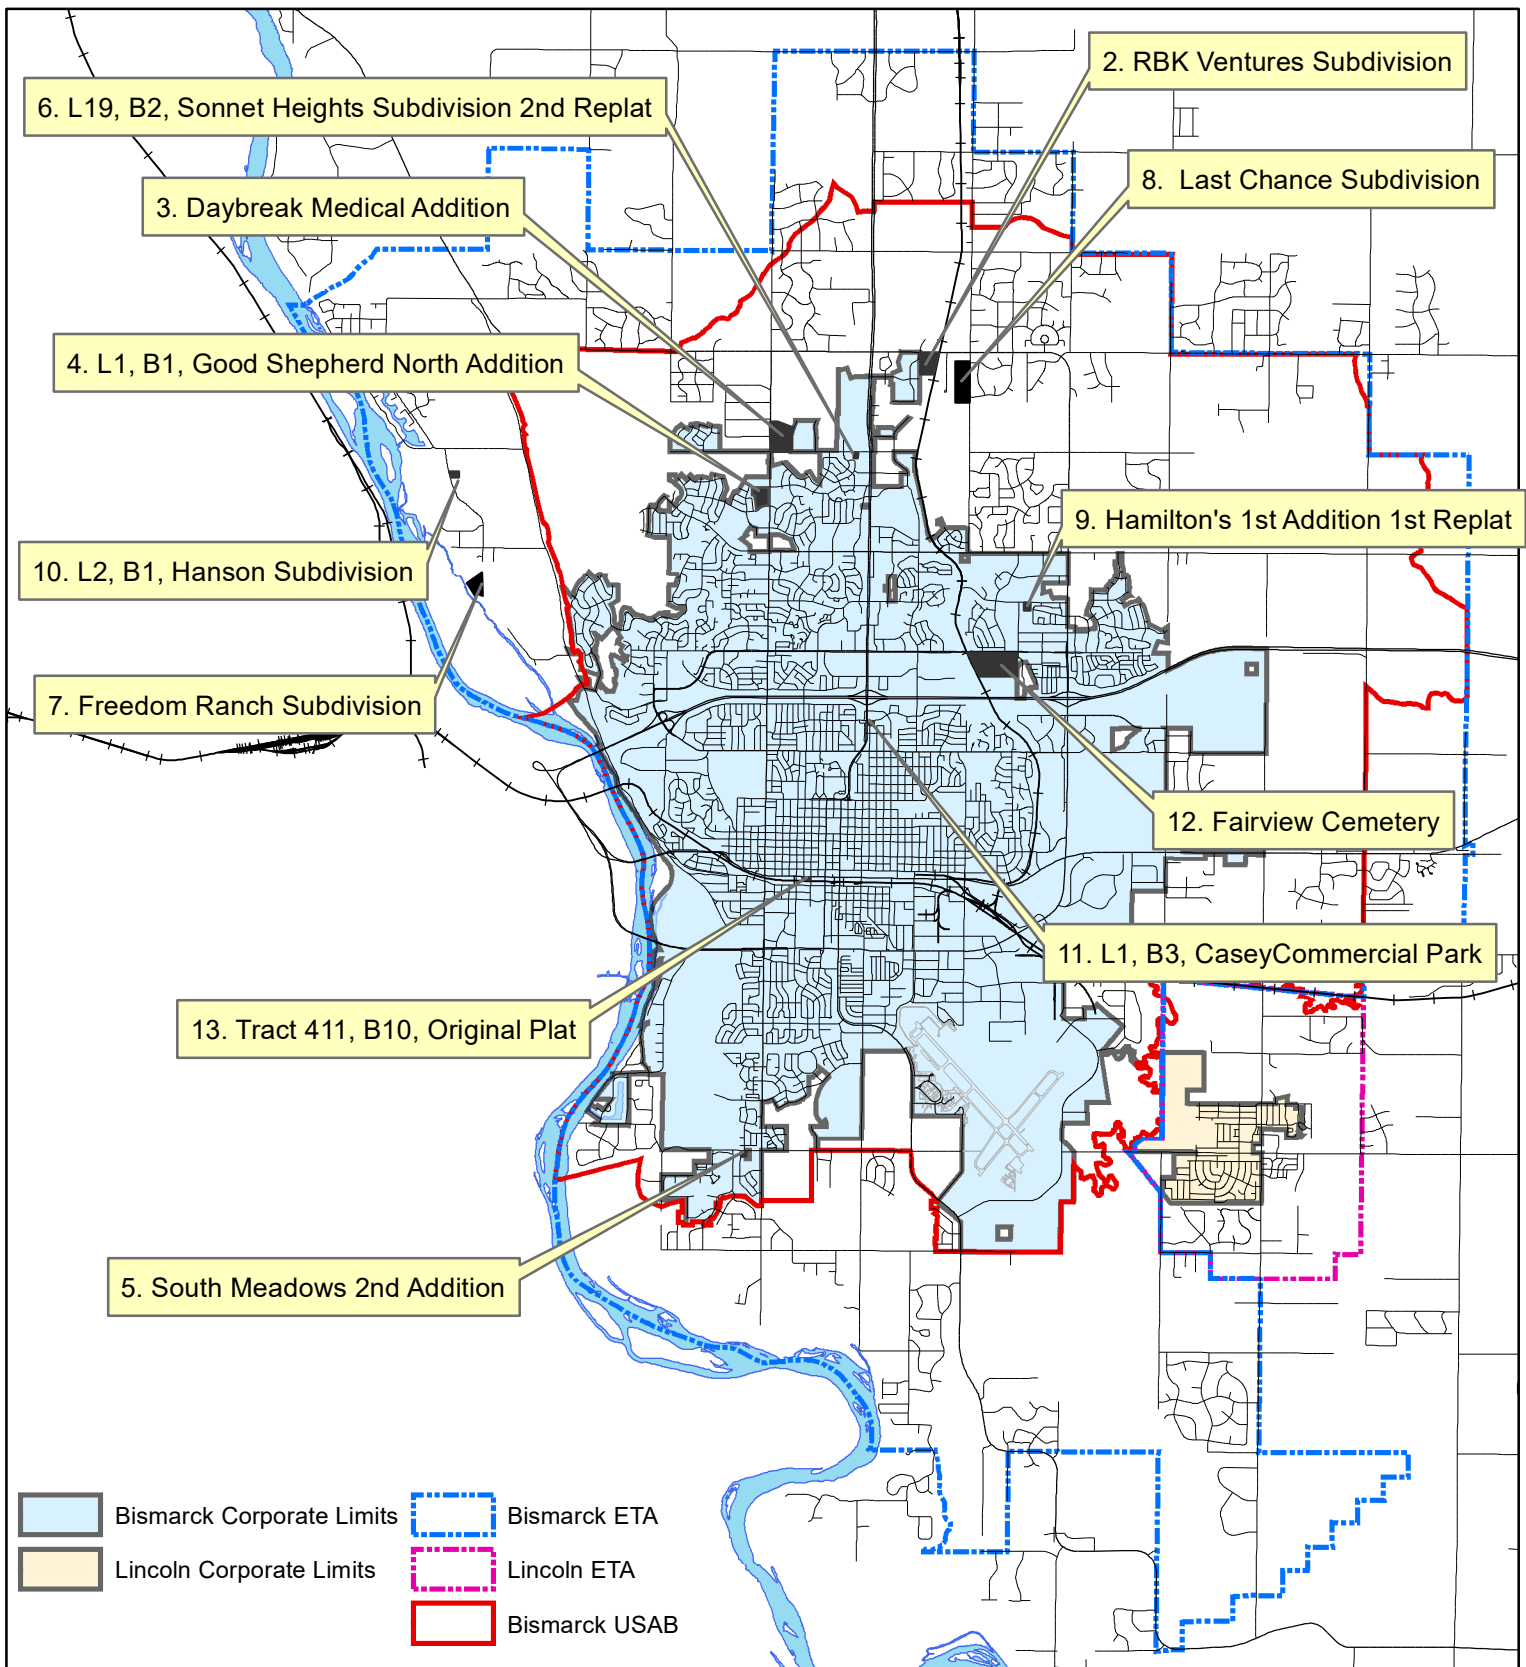 2. RBK Ventures Subdivision
6. L19, B2, Sonnet Heights Subdivision 2nd Replat
8.  Last Chance Subdivision
3. Daybreak Medical Addition
4. L1, B1, Good Shepherd North Addition
9. Hamilton's 1st Addition 1st Replat
10. L2, B1, Hanson Subdivision
7. Freedom Ranch Subdivision
12. Fairview Cemetery
11. L1, B3, CaseyCommercial Park
13. Tract 411, B10, Original Plat
5. South Meadows 2nd Addition
Bismarck Corporate Limits
Lincoln Corporate Limits
Bismarck ETA
Lincoln ETA
Bismarck USAB